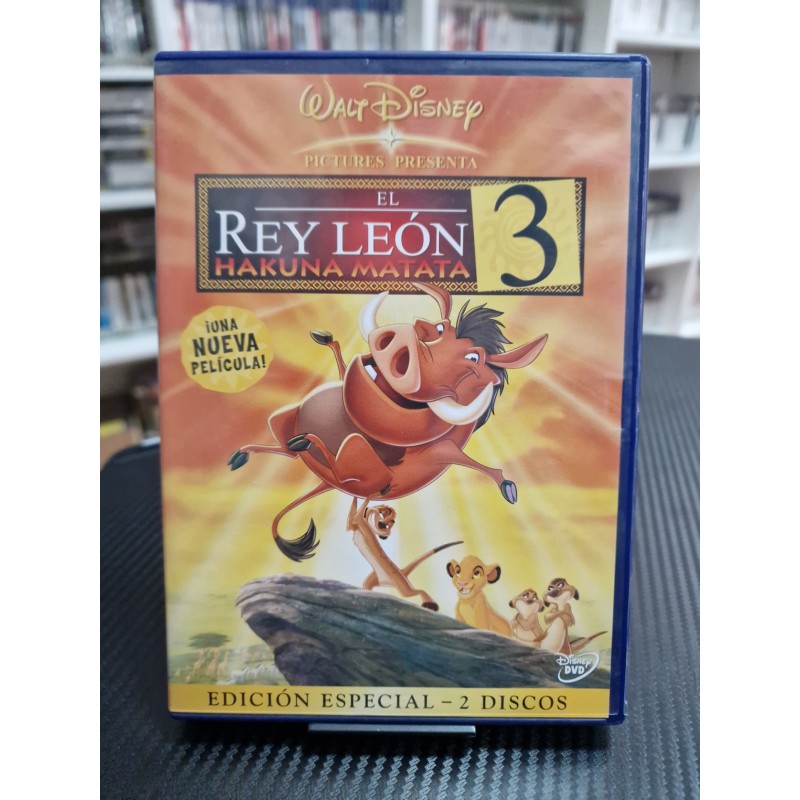 WALT DISNEY
PICTURES PRESENTA
EL
REY LEÓN
3
HAKUNA MATATA
¡UNA
NUEVA
PELÍCULA!
DISNEY
DVD
EDICIÓN ESPECIAL – 2 DISCOS